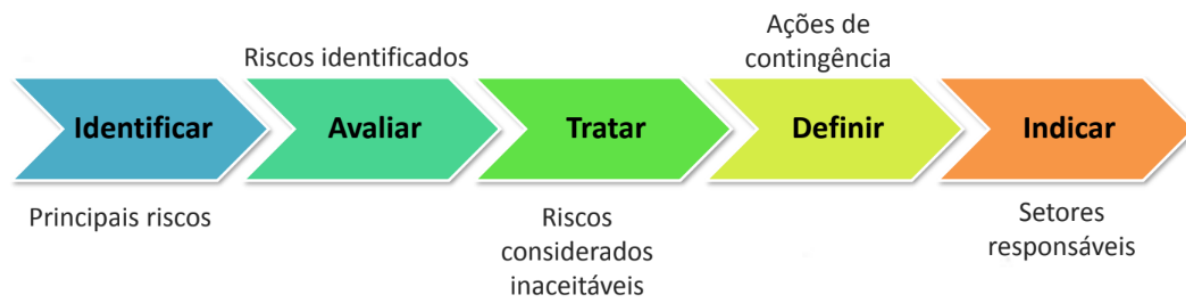 Ações de
contingência
Riscos identificados
Identificar
Avaliar
Tratar
Definir
Indicar
Principais riscos
Riscos
considerados
inaceitáveis
Setores
responsáveis